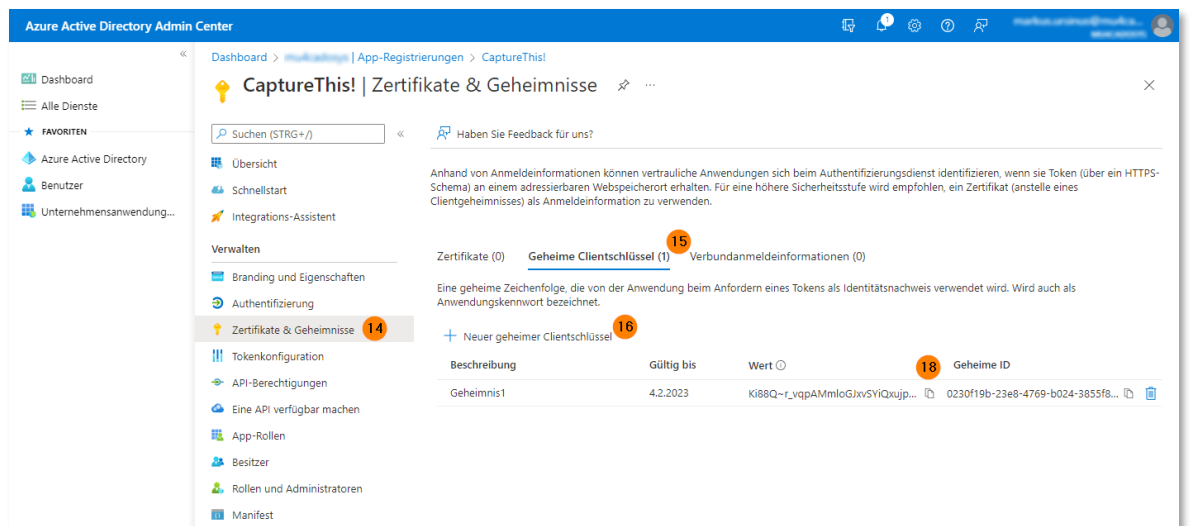 Azure Active Directory Admin Center
1
«
Dashboard > | App-Registrierungen > CaptureThis!
CaptureThis! | Zertifikate & Geheimnisse
Dashboard
Alle Dienste
FAVORITEN
Azure Active Directory
Benutzer
Unternehmensanwendung...
Suchen (STRG+/)
«
Übersicht
Schnellstart
Integrations-Assistent
Verwalten
Branding und Eigenschaften
Authentifizierung
Zertifikate & Geheimnisse 14
Tokenkonfiguration
API-Berechtigungen
Eine API verfügbar machen
App-Rollen
Besitzer
Rollen und Administratoren
Manifest
Haben Sie Feedback für uns?
Anhand von Anmeldeinformationen können vertrauliche Anwendungen sich beim Authentifizierungsdienst identifizieren, wenn sie Token (über ein HTTPS-
Schema) an einem adressierbaren Webspeicherort erhalten. Für eine höhere Sicherheitsstufe wird empfohlen, ein Zertifikat (anstelle eines
Clientgeheimnisses) als Anmeldeinformation zu verwenden.
15
Zertifikate (0) Geheime Clientschlüssel (1) Verbundanmeldeinformationen (0)
Eine geheime Zeichenfolge, die von der Anwendung beim Anfordern eines Tokens als Identitätsnachweis verwendet wird. Wird auch als
Anwendungskennwort bezeichnet.
+ Neuer geheimer Clientschlüssel 16
Beschreibung Gültig bis Wert 18 Geheime ID
Geheimnis1 4.2.2023 Ki88Q~r_vqpAMmloGJxvSYiQxujp... 0230f19b-23e8-4769-b024-3855f8...